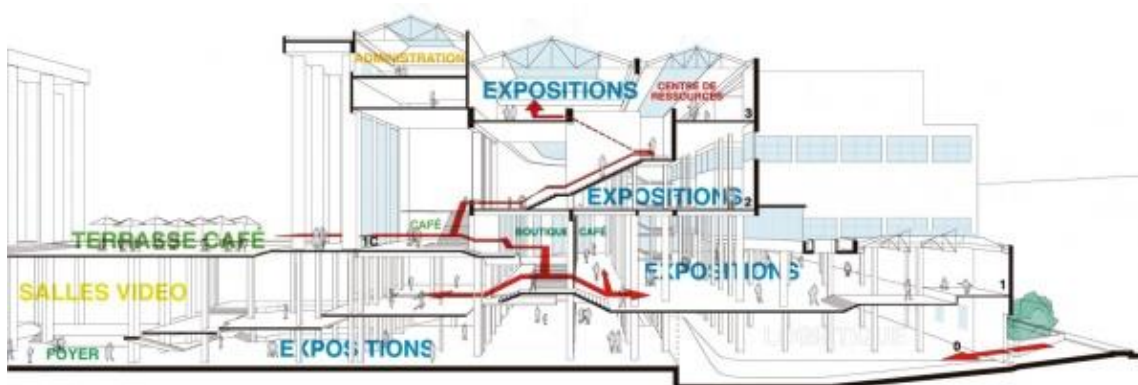 ADMINISTRATION
EXPOSITIONS
CENTRE DE
RESSOURCES
3
EXPOSITIONS
2
CAFÉ
BOUTIQUE
CAFÉ
TERRASSE CAFÉ
1C
EXPOSITIONS
SALLES VIDEO
1
LOGISTIQUE
0
FOYER
EXPOSITIONS